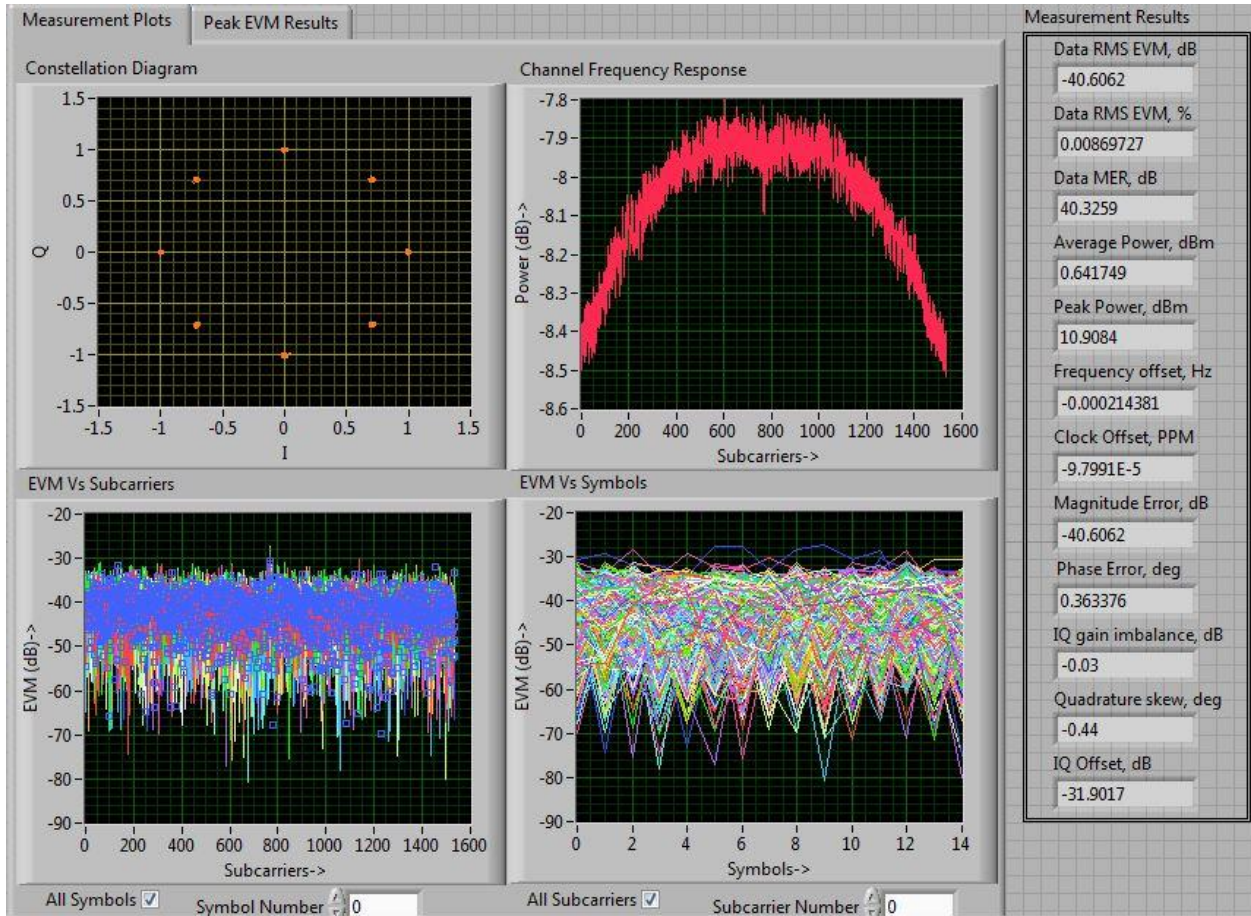 Measurement Plots
Peak EVM Results
Constellation Diagram
1.5
1
0.5
0
-0.5
-1
-1.5
Q
-1.5 -1 -0.5 0 0.5 1 1.5
I
Channel Frequency Response
-7.8
-7.9
-8
-8.1
-8.2
-8.3
-8.4
-8.5
-8.6
Power (dB)->
0 200 400 600 800 1000 1200 1400 1600
Subcarriers->
EVM Vs Subcarriers
-20
-30
-40
-50
-60
-70
-80
-90
EVM (dB)->
0 200 400 600 800 1000 1200 1400 1600
Subcarriers->
All Symbols
Symbol Number
0
EVM Vs Symbols
-20
-30
-40
-50
-60
-70
-80
-90
EVM (dB)->
0 2 4 6 8 10 12 14
Symbols->
All Subcarriers
Subcarrier Number
0
Measurement Results
Data RMS EVM, dB
-40.6062
Data RMS EVM, %
0.00869727
Data MER, dB
40.3259
Average Power, dBm
0.641749
Peak Power, dBm
10.9084
Frequency offset, Hz
-0.000214381
Clock Offset, PPM
-9.7991E-5
Magnitude Error, dB
-40.6062
Phase Error, deg
0.363376
IQ gain imbalance, dB
-0.03
Quadrature skew, deg
-0.44
IQ Offset, dB
-31.9017